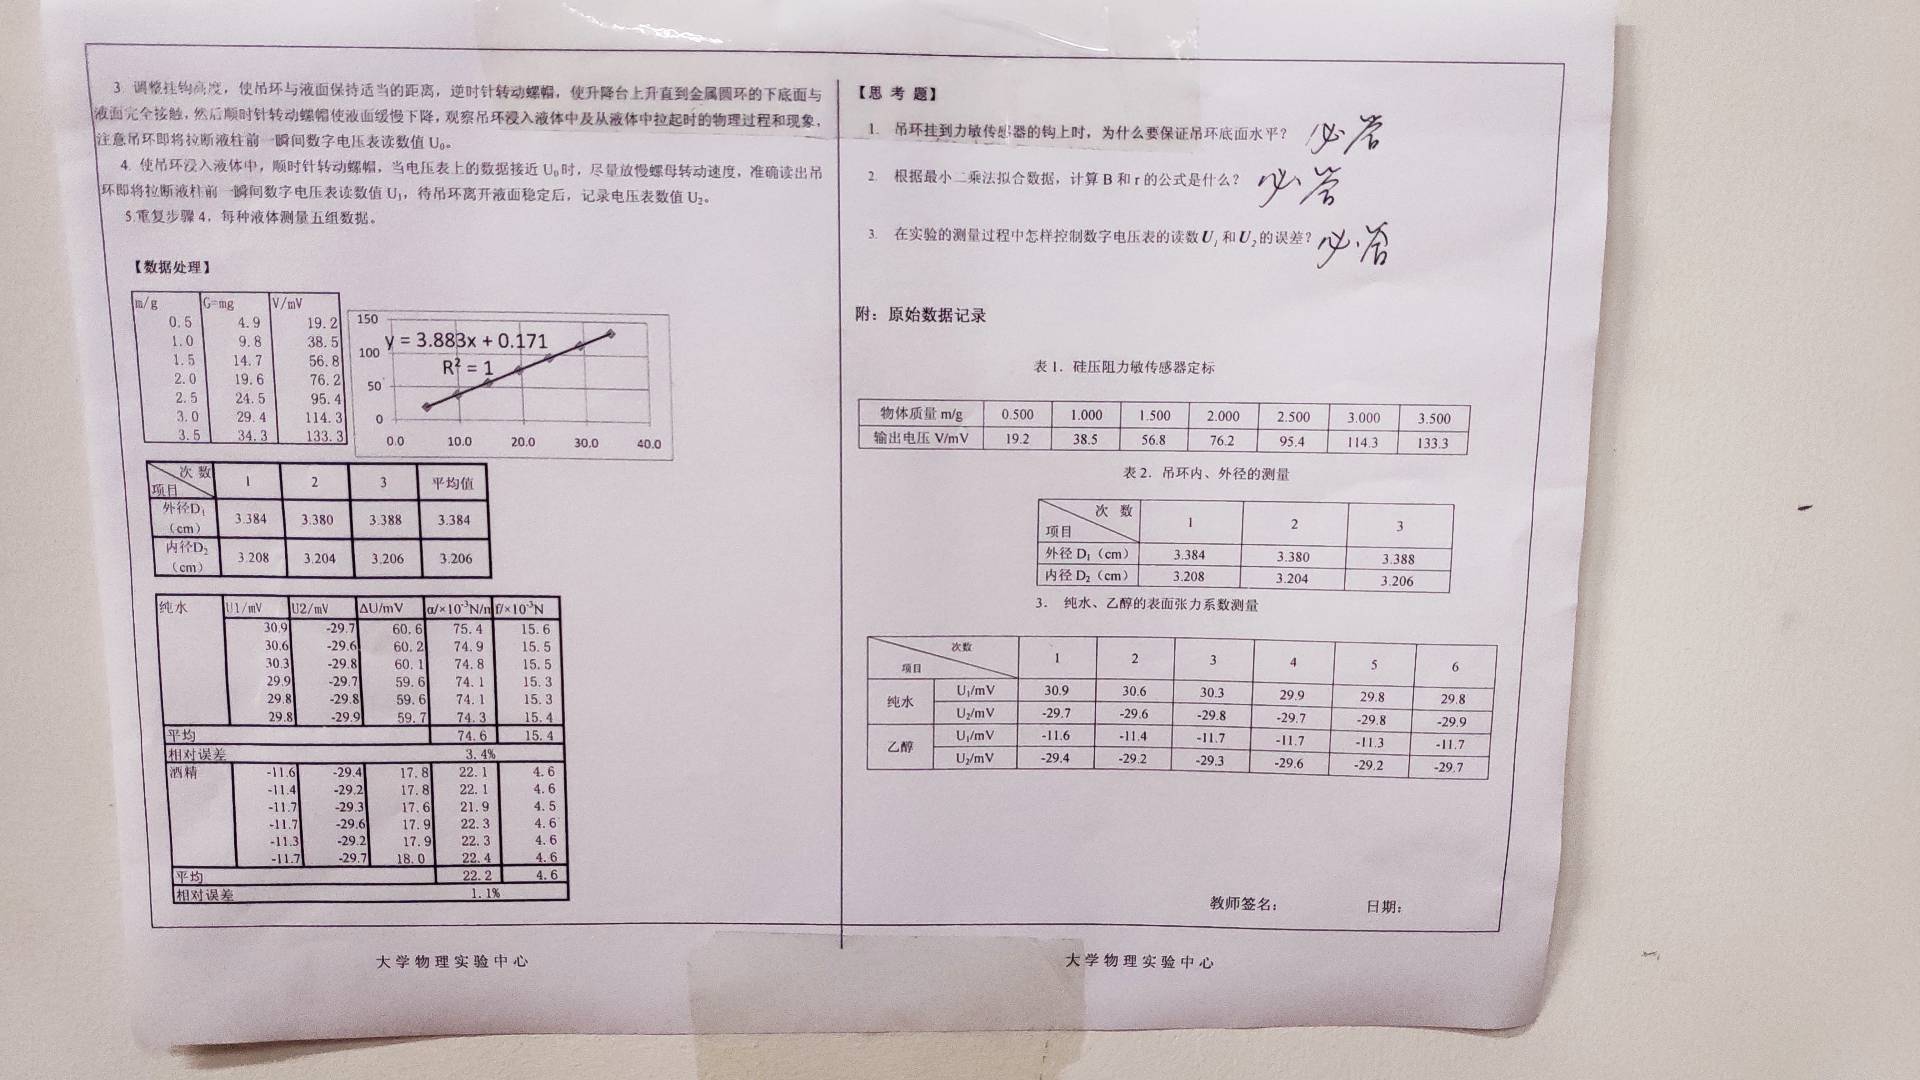 3. 调整挂钩高度，使吊环与液面保持适当的距离，逆时针转动螺帽，使升降台上升直到金属圆环的下底面与
液面完全接触，然后顺时针转动螺帽使液面缓慢下降，观察吊环浸入液体中及从液体中拉起时的物理过程和现象，
注意吊环即将拉断液柱前一瞬间数字电压表读数值 U₀。
4. 使吊环浸入液体中，顺时针转动螺帽，当电压表上的数据接近 U₀时，尽量放慢螺母转动速度，准确读出吊
环即将拉断液柱前一瞬间数字电压表读数值 U₁，待吊环离开液面稳定后，记录电压表数值 U₂。
5.重复步骤 4，每种液体测量五组数据。
【数据处理】
m/g G=mg V/mV
0.5 4.9 19.2
1.0 9.8 38.5
1.5 14.7 56.8
2.0 19.6 76.2
2.5 24.5 95.4
3.0 29.4 114.3
3.5 34.3 133.3
150
100
50
0
y = 3.883x + 0.171
R² = 1
0.0 10.0 20.0 30.0 40.0
次数
项目
1 2 3 平均值
外径D₁（cm） 3.384 3.380 3.388 3.384
内径D₂（cm） 3.208 3.204 3.206 3.206
纯水 U1/mV U2/mV ΔU/mV α/×10⁻³N/m f/×10⁻³N
30.9 -29.7 60.6 75.4 15.6
30.6 -29.6 60.2 74.9 15.5
30.3 -29.8 60.1 74.8 15.5
29.9 -29.7 59.6 74.1 15.3
29.8 -29.8 59.6 74.1 15.3
29.8 -29.9 59.7 74.3 15.4
平均 74.6 15.4
相对误差 3.4%
酒精 -11.6 -29.4 17.8 22.1 4.6
-11.4 -29.2 17.8 22.1 4.6
-11.7 -29.3 17.6 21.9 4.5
-11.7 -29.6 17.9 22.3 4.6
-11.3 -29.2 17.9 22.3 4.6
-11.7 -29.7 18.0 22.4 4.6
平均 22.2 4.6
相对误差 1.1%
大学物理实验中心
【思考题】
1. 吊环挂到力敏传感器的钩上时，为什么要保证吊环底面水平？ 必答
2. 根据最小二乘法拟合数据，计算 B 和 r 的公式是什么？ 必答
3. 在实验的测量过程中怎样控制数字电压表的读数U₁和U₂的误差？ 必答
附：原始数据记录
表 1．硅压阻力敏传感器定标
物体质量 m/g 0.500 1.000 1.500 2.000 2.500 3.000 3.500
输出电压 V/mV 19.2 38.5 56.8 76.2 95.4 114.3 133.3
表 2．吊环内、外径的测量
次数
项目
1 2 3
外径 D₁（cm） 3.384 3.380 3.388
内径 D₂（cm） 3.208 3.204 3.206
3. 纯水、乙醇的表面张力系数测量
次数
项目
1 2 3 4 5 6
纯水 U₁/mV 30.9 30.6 30.3 29.9 29.8 29.8
U₂/mV -29.7 -29.6 -29.8 -29.7 -29.8 -29.9
乙醇 U₁/mV -11.6 -11.4 -11.7 -11.7 -11.3 -11.7
U₂/mV -29.4 -29.2 -29.3 -29.6 -29.2 -29.7
教师签名： 日期：
大学物理实验中心